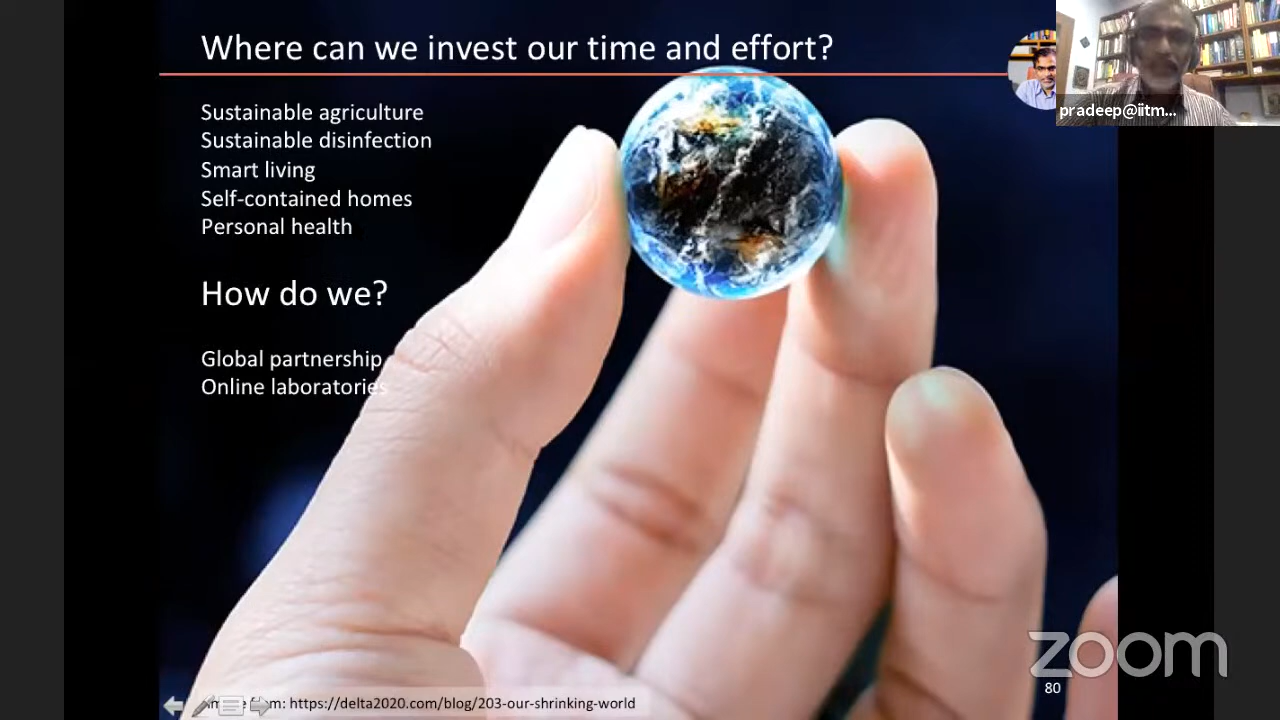 Where can we invest our time and effort?
pradeep@iitm...
Sustainable agriculture
Sustainable disinfection
Smart living
Self-contained homes
Personal health
How do we?
Global partnership
Online laboratories
zoom
80
from: https://delta2020.com/blog/203-our-shrinking-world